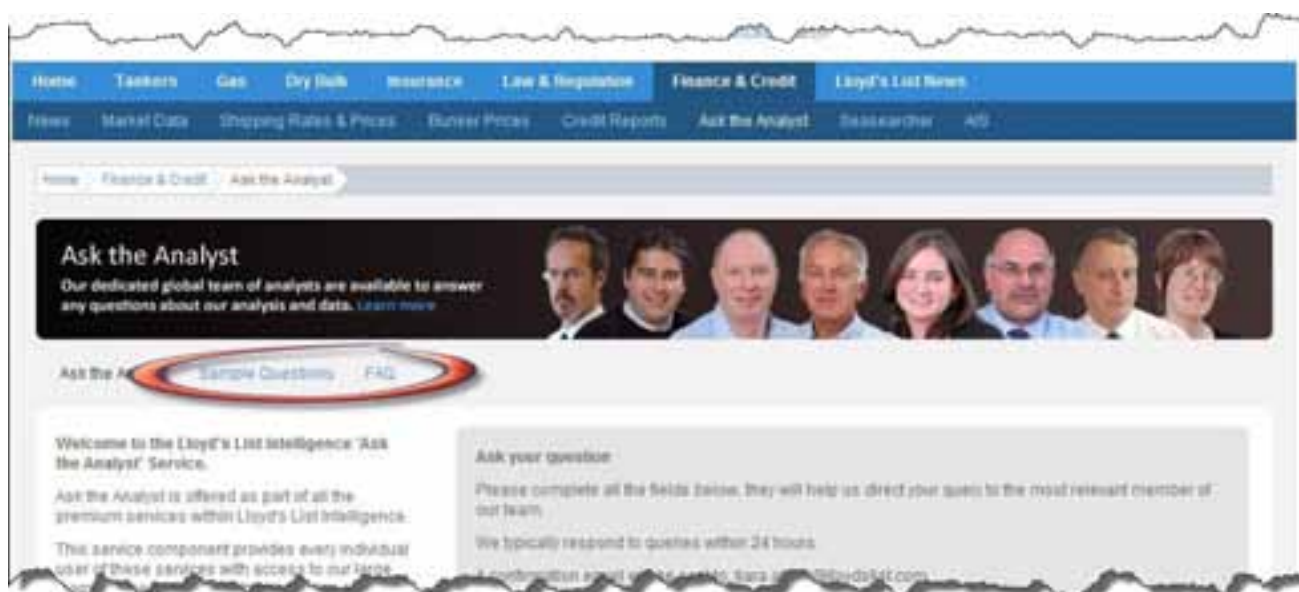 Home Tankers Gas Dry Bulk Insurance Law & Regulation Finance & Credit Lloyd's List News
News Market Data Shipping Rates & Prices Bunker Prices Credit Reports Ask the Analyst Seasearcher AIS
Home Finance & Credit Ask the Analyst
Ask the Analyst
Our dedicated global team of analysts are available to answer
any questions about our analysis and data. Learn more
Ask the A Sample Questions FAQ
Welcome to the Lloyd's List Intelligence 'Ask
the Analyst' Service.
Ask the Analyst is offered as part of all the
premium services within Lloyd's List Intelligence.
This service component provides every individual
user of these services with access to our large
Ask your question
Please complete all the fields below, they will help us direct your query to the most relevant member of
our team.
We typically respond to queries within 24 hours.
A confirmation email will be